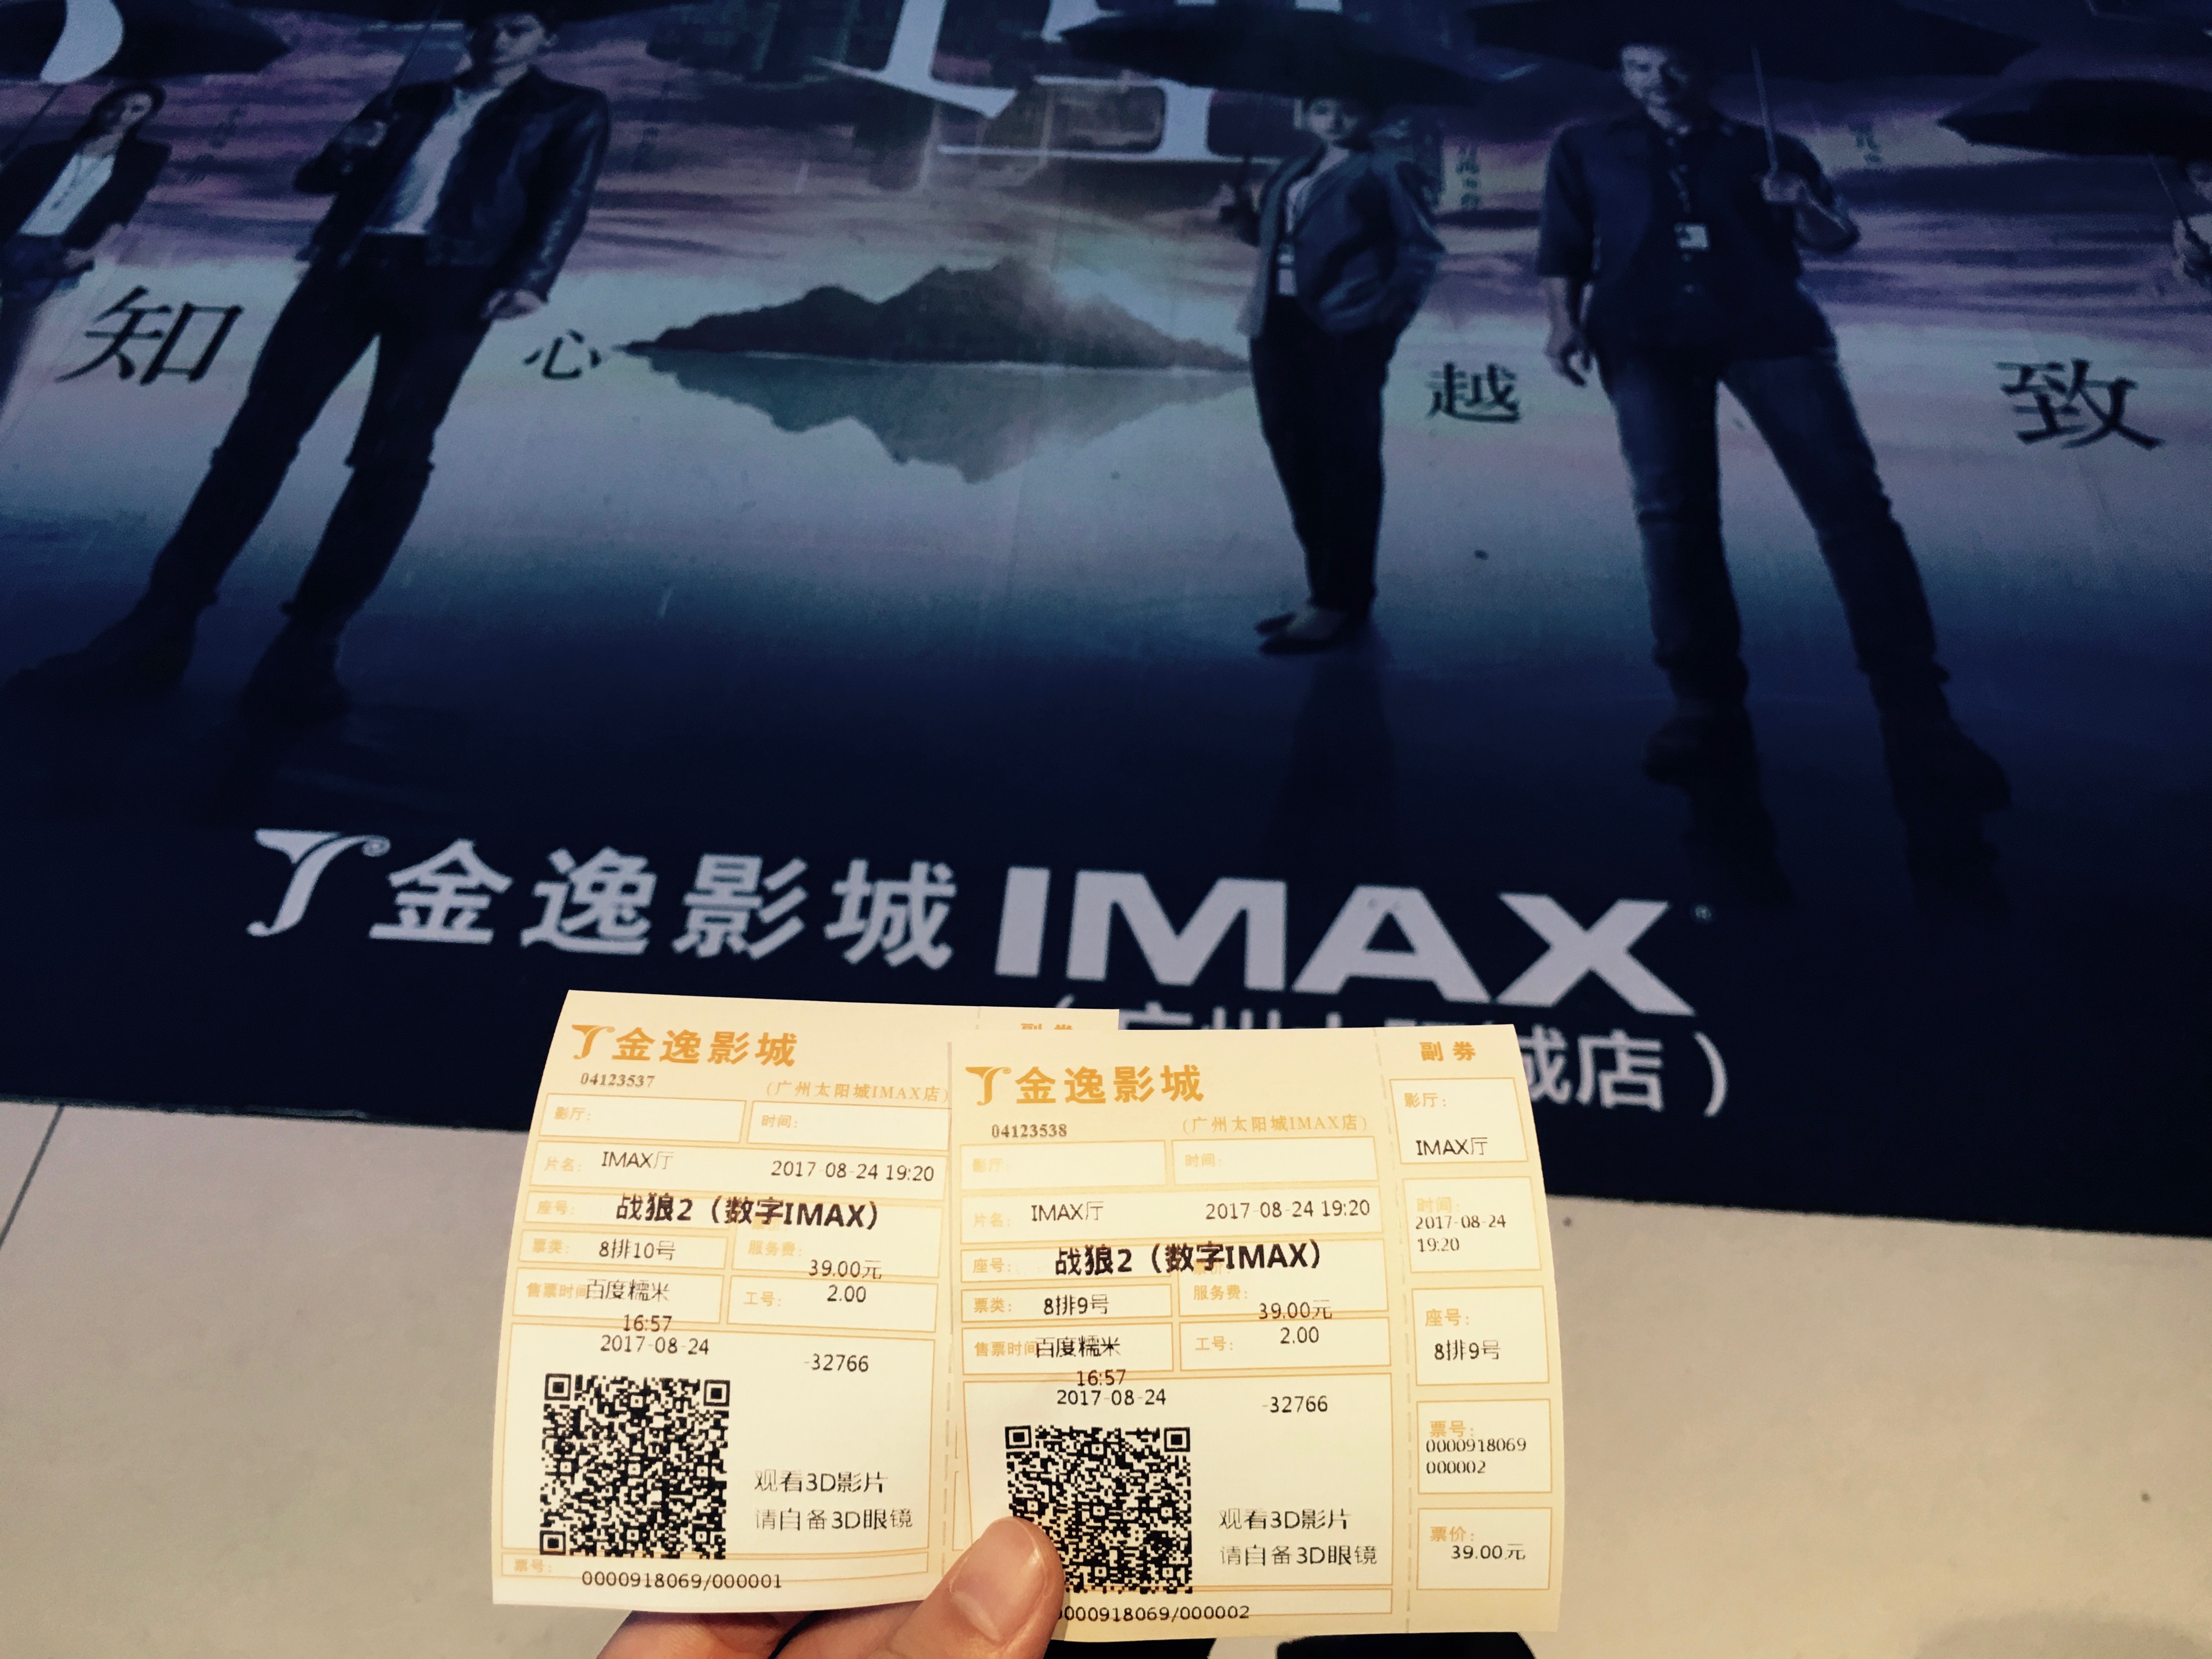 知 心 越 致
金逸影城 IMAX
城店）
金逸影城
04123537
（广州太阳城IMAX店）
影厅：
时间：
片名：
IMAX厅
2017-08-24 19:20
座号：
战狼2（数字IMAX）
票类：
8排10号
服务费：
39.00元
售票时间
百度糯米
工号：
2.00
16:57
2017-08-24
-32766
观看3D影片
请自备3D眼镜
票号：
0000918069/000001
副券
金逸影城
04123538
（广州太阳城IMAX店）
影厅：
时间：
片名：
IMAX厅
2017-08-24 19:20
座号：
战狼2（数字IMAX）
票类：
8排9号
服务费：
39.00元
售票时间
百度糯米
工号：
2.00
16:57
2017-08-24
-32766
观看3D影片
请自备3D眼镜
0000918069/000002
副券
影厅：
IMAX厅
时间：
2017-08-24
19:20
座号：
8排9号
票号：
0000918069
000002
票价：
39.00元